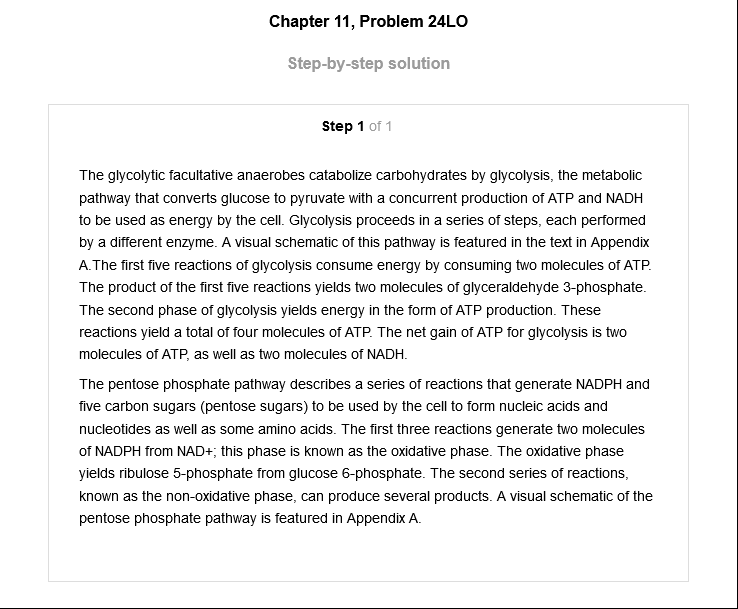 Chapter 11, Problem 24LO
Step-by-step solution
Step 1 of 1
The glycolytic facultative anaerobes catabolize carbohydrates by glycolysis, the metabolic
pathway that converts glucose to pyruvate with a concurrent production of ATP and NADH
to be used as energy by the cell. Glycolysis proceeds in a series of steps, each performed
by a different enzyme. A visual schematic of this pathway is featured in the text in Appendix
A.The first five reactions of glycolysis consume energy by consuming two molecules of ATP.
The product of the first five reactions yields two molecules of glyceraldehyde 3-phosphate.
The second phase of glycolysis yields energy in the form of ATP production. These
reactions yield a total of four molecules of ATP. The net gain of ATP for glycolysis is two
molecules of ATP, as well as two molecules of NADH.
The pentose phosphate pathway describes a series of reactions that generate NADPH and
five carbon sugars (pentose sugars) to be used by the cell to form nucleic acids and
nucleotides as well as some amino acids. The first three reactions generate two molecules
of NADPH from NAD+; this phase is known as the oxidative phase. The oxidative phase
yields ribulose 5-phosphate from glucose 6-phosphate. The second series of reactions,
known as the non-oxidative phase, can produce several products. A visual schematic of the
pentose phosphate pathway is featured in Appendix A.